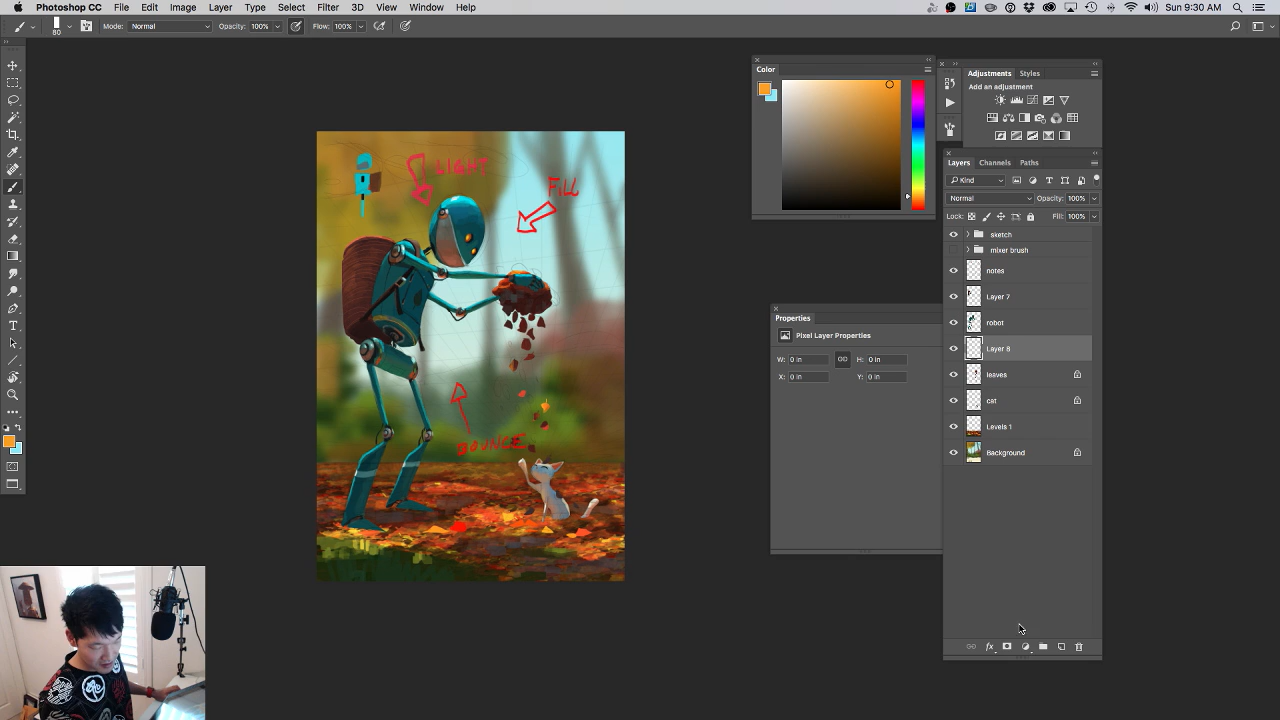 Photoshop CC File Edit Image Layer Type Select Filter 3D View Window Help Sun 9:30 AM
80 Mode: Normal Opacity: 100% Flow: 100%
Color
Adjustments Styles
Add an adjustment
Layers Channels Paths
Kind
Normal Opacity: 100%
Lock: Fill: 100%
sketch
mixer brush
notes
Layer 7
robot
Layer 8
leaves
cat
Levels 1
Background
Properties
Pixel Layer Properties
W: 0 in H: 0 in
X: 0 in Y: 0 in
LIGHT
FILL
BOUNCE